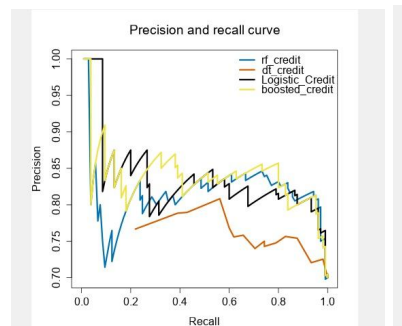 Precision and recall curve
rf_credit
dt_credit
Logistic_Credit
boosted_credit
Precision
1.00
0.95
0.90
0.85
0.80
0.75
0.70
0.0 0.2 0.4 0.6 0.8 1.0
Recall